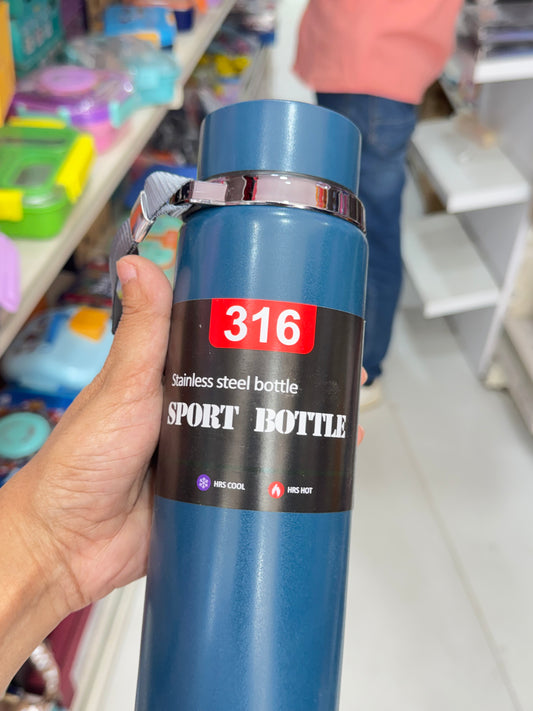 316
Stainless steel bottle
SPORT BOTTLE
HRS COOL
HRS HOT